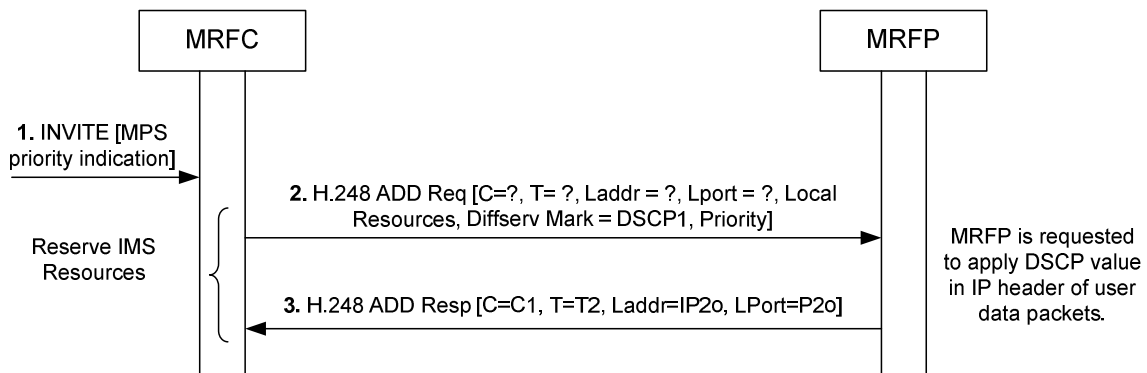 MRFC
MRFP
1. INVITE [MPS
priority indication]
2. H.248 ADD Req [C=?, T= ?, Laddr = ?, Lport = ?, Local
Resources, Diffserv Mark = DSCP1, Priority]
Reserve IMS
Resources
MRFP is requested
to apply DSCP value
in IP header of user
data packets.
3. H.248 ADD Resp [C=C1, T=T2, Laddr=IP2o, LPort=P2o]